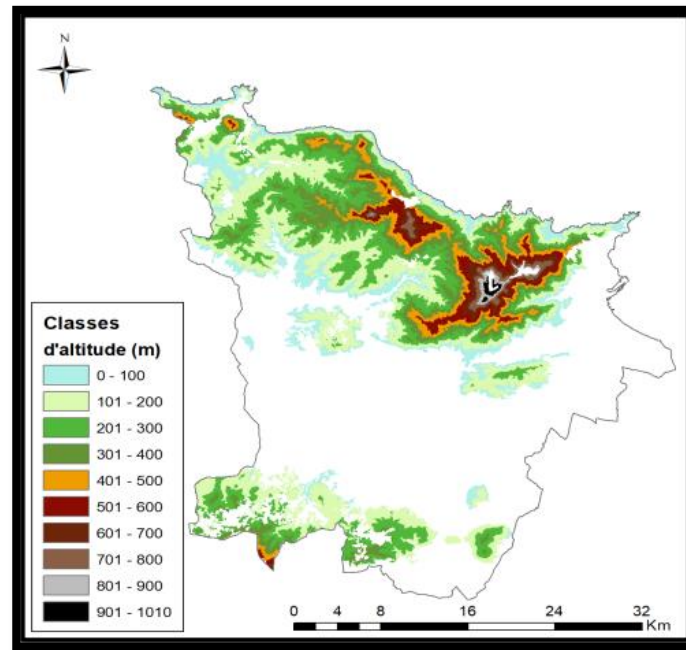 N
Classes
d'altitude (m)
0 - 100
101 - 200
201 - 300
301 - 400
401 - 500
501 - 600
601 - 700
701 - 800
801 - 900
901 - 1010
0 4 8 16 24 32
Km